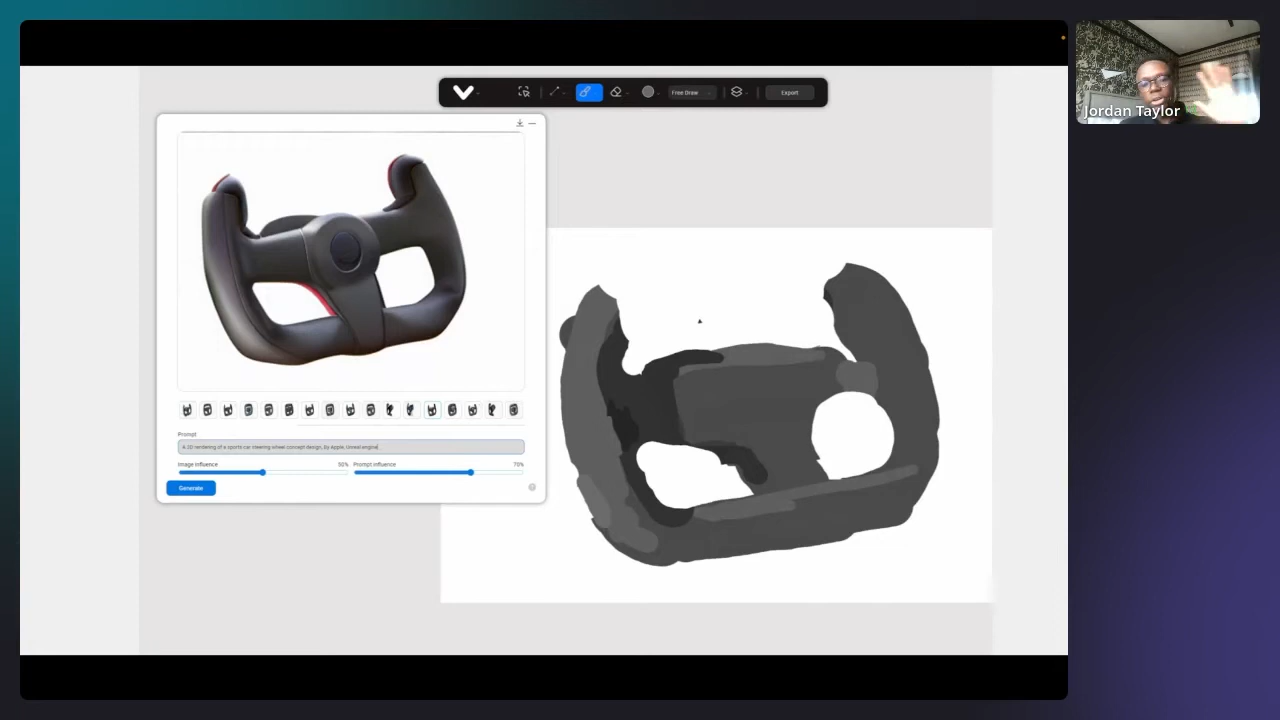 Free Draw
Export
Jordan Taylor
Prompt
A 3D rendering of a sports car steering wheel concept design, By Apple, Unreal engine
Image Influence 50% Prompt Influence 70%
Generate